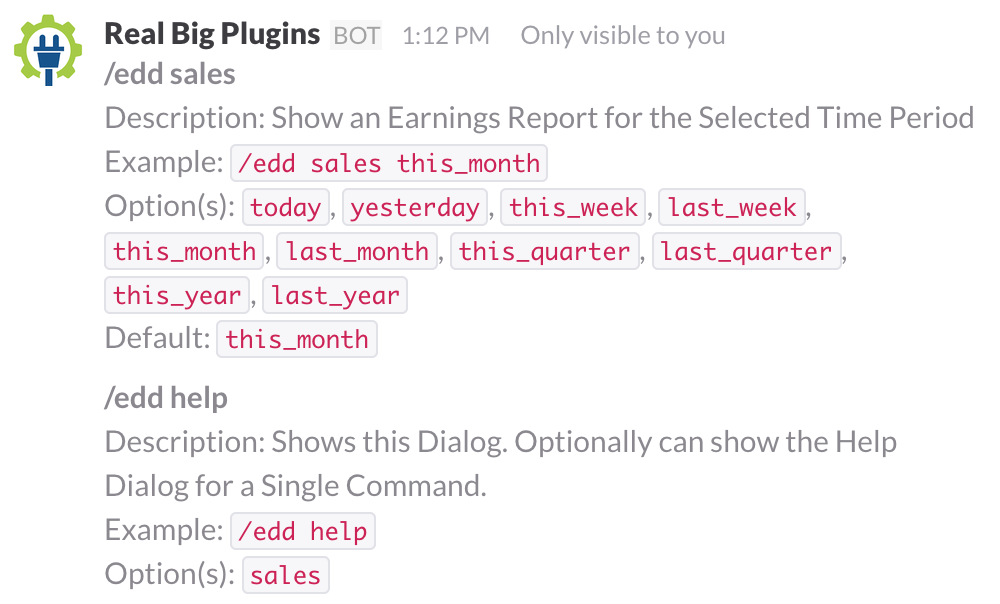 Real Big Plugins BOT 1:12 PM Only visible to you
/edd sales
Description: Show an Earnings Report for the Selected Time Period
Example: /edd sales this_month
Option(s): today, yesterday, this_week, last_week,
this_month, last_month, this_quarter, last_quarter,
this_year, last_year
Default: this_month
/edd help
Description: Shows this Dialog. Optionally can show the Help
Dialog for a Single Command.
Example: /edd help
Option(s): sales